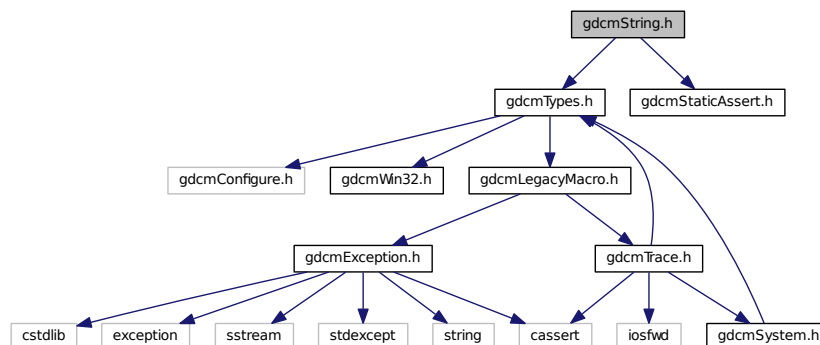 gdcmString.h
gdcmTypes.h
gdcmStaticAssert.h
gdcmConfigure.h
gdcmWin32.h
gdcmLegacyMacro.h
gdcmException.h
gdcmTrace.h
cstdlib
exception
sstream
stdexcept
string
cassert
iosfwd
gdcmSystem.h